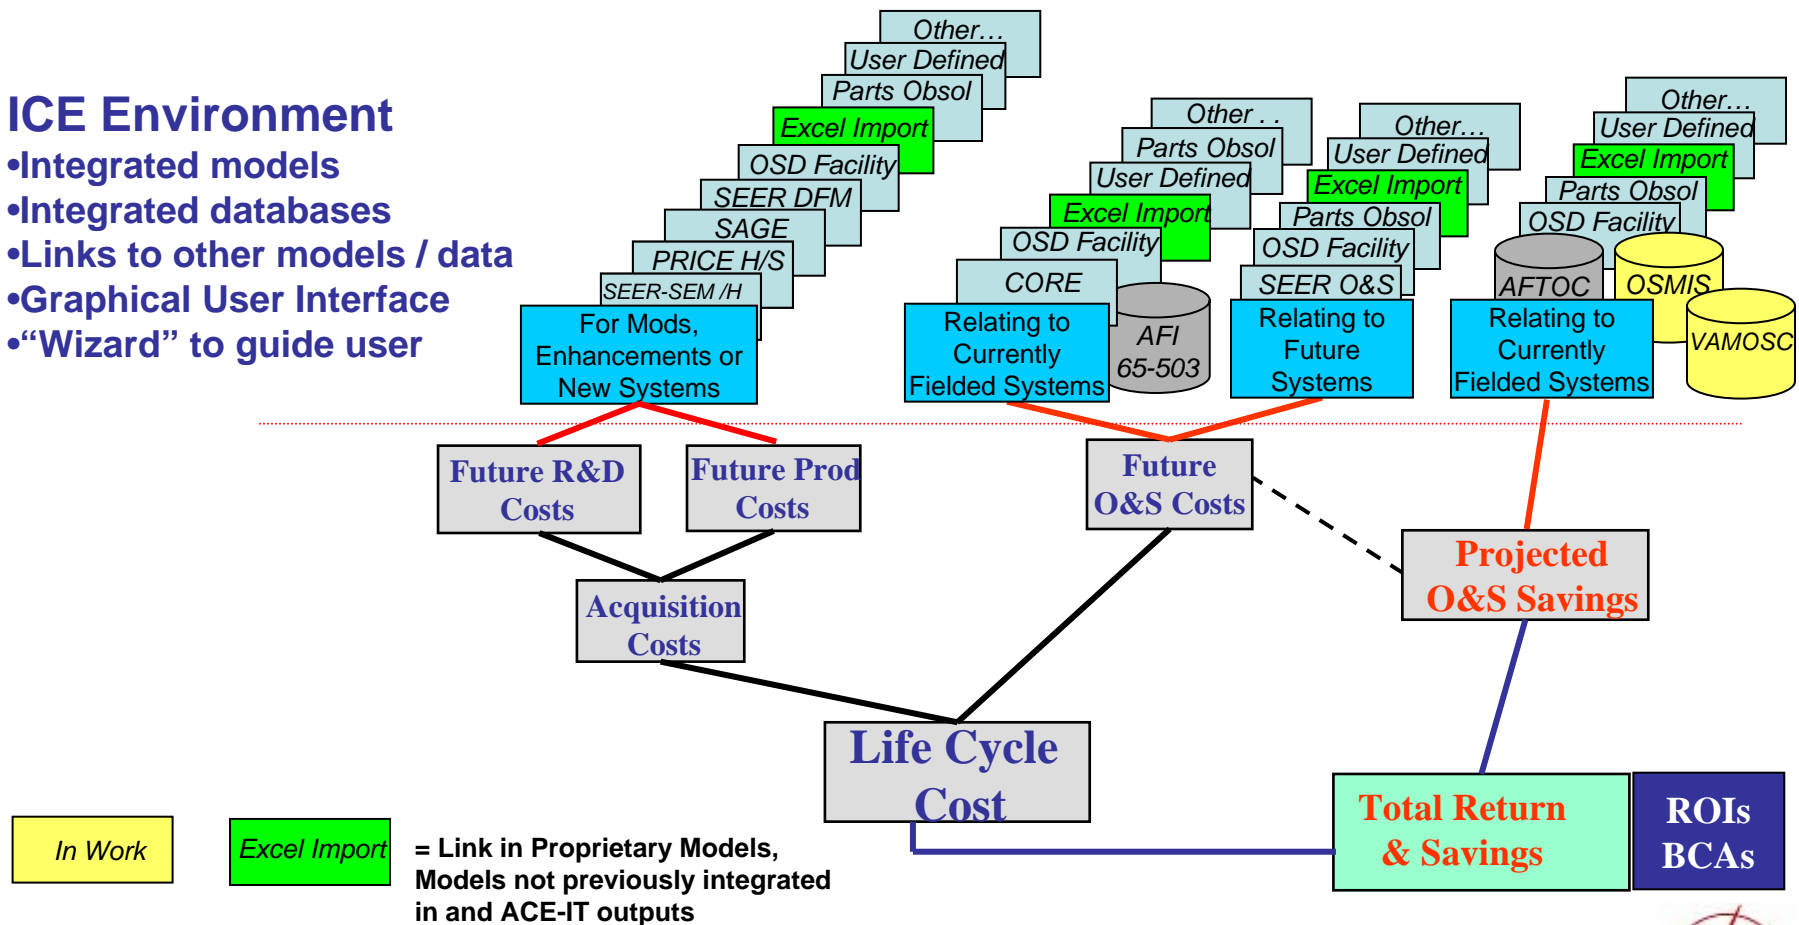 ICE Environment
•Integrated models
•Integrated databases
•Links to other models / data
•Graphical User Interface
•“Wizard” to guide user
Other…
User Defined
Parts Obsol
Excel Import
OSD Facility
SEER DFM
SAGE
PRICE H/S
SEER-SEM /H
For Mods,
Enhancements or
New Systems
Other . .
Parts Obsol
User Defined
Excel Import
OSD Facility
CORE
Relating to
Currently
Fielded Systems
AFI
65-503
Other…
User Defined
Excel Import
Parts Obsol
OSD Facility
SEER O&S
Relating to
Future
Systems
Other…
User Defined
Excel Import
Parts Obsol
OSD Facility
AFTOC
OSMIS
VAMOSC
Relating to
Currently
Fielded Systems
Future R&D
Costs
Future Prod
Costs
Future
O&S Costs
Projected
O&S Savings
Acquisition
Costs
Life Cycle
Cost
Total Return
& Savings
ROIs
BCAs
In Work
Excel Import
= Link in Proprietary Models,
Models not previously integrated
in and ACE-IT outputs